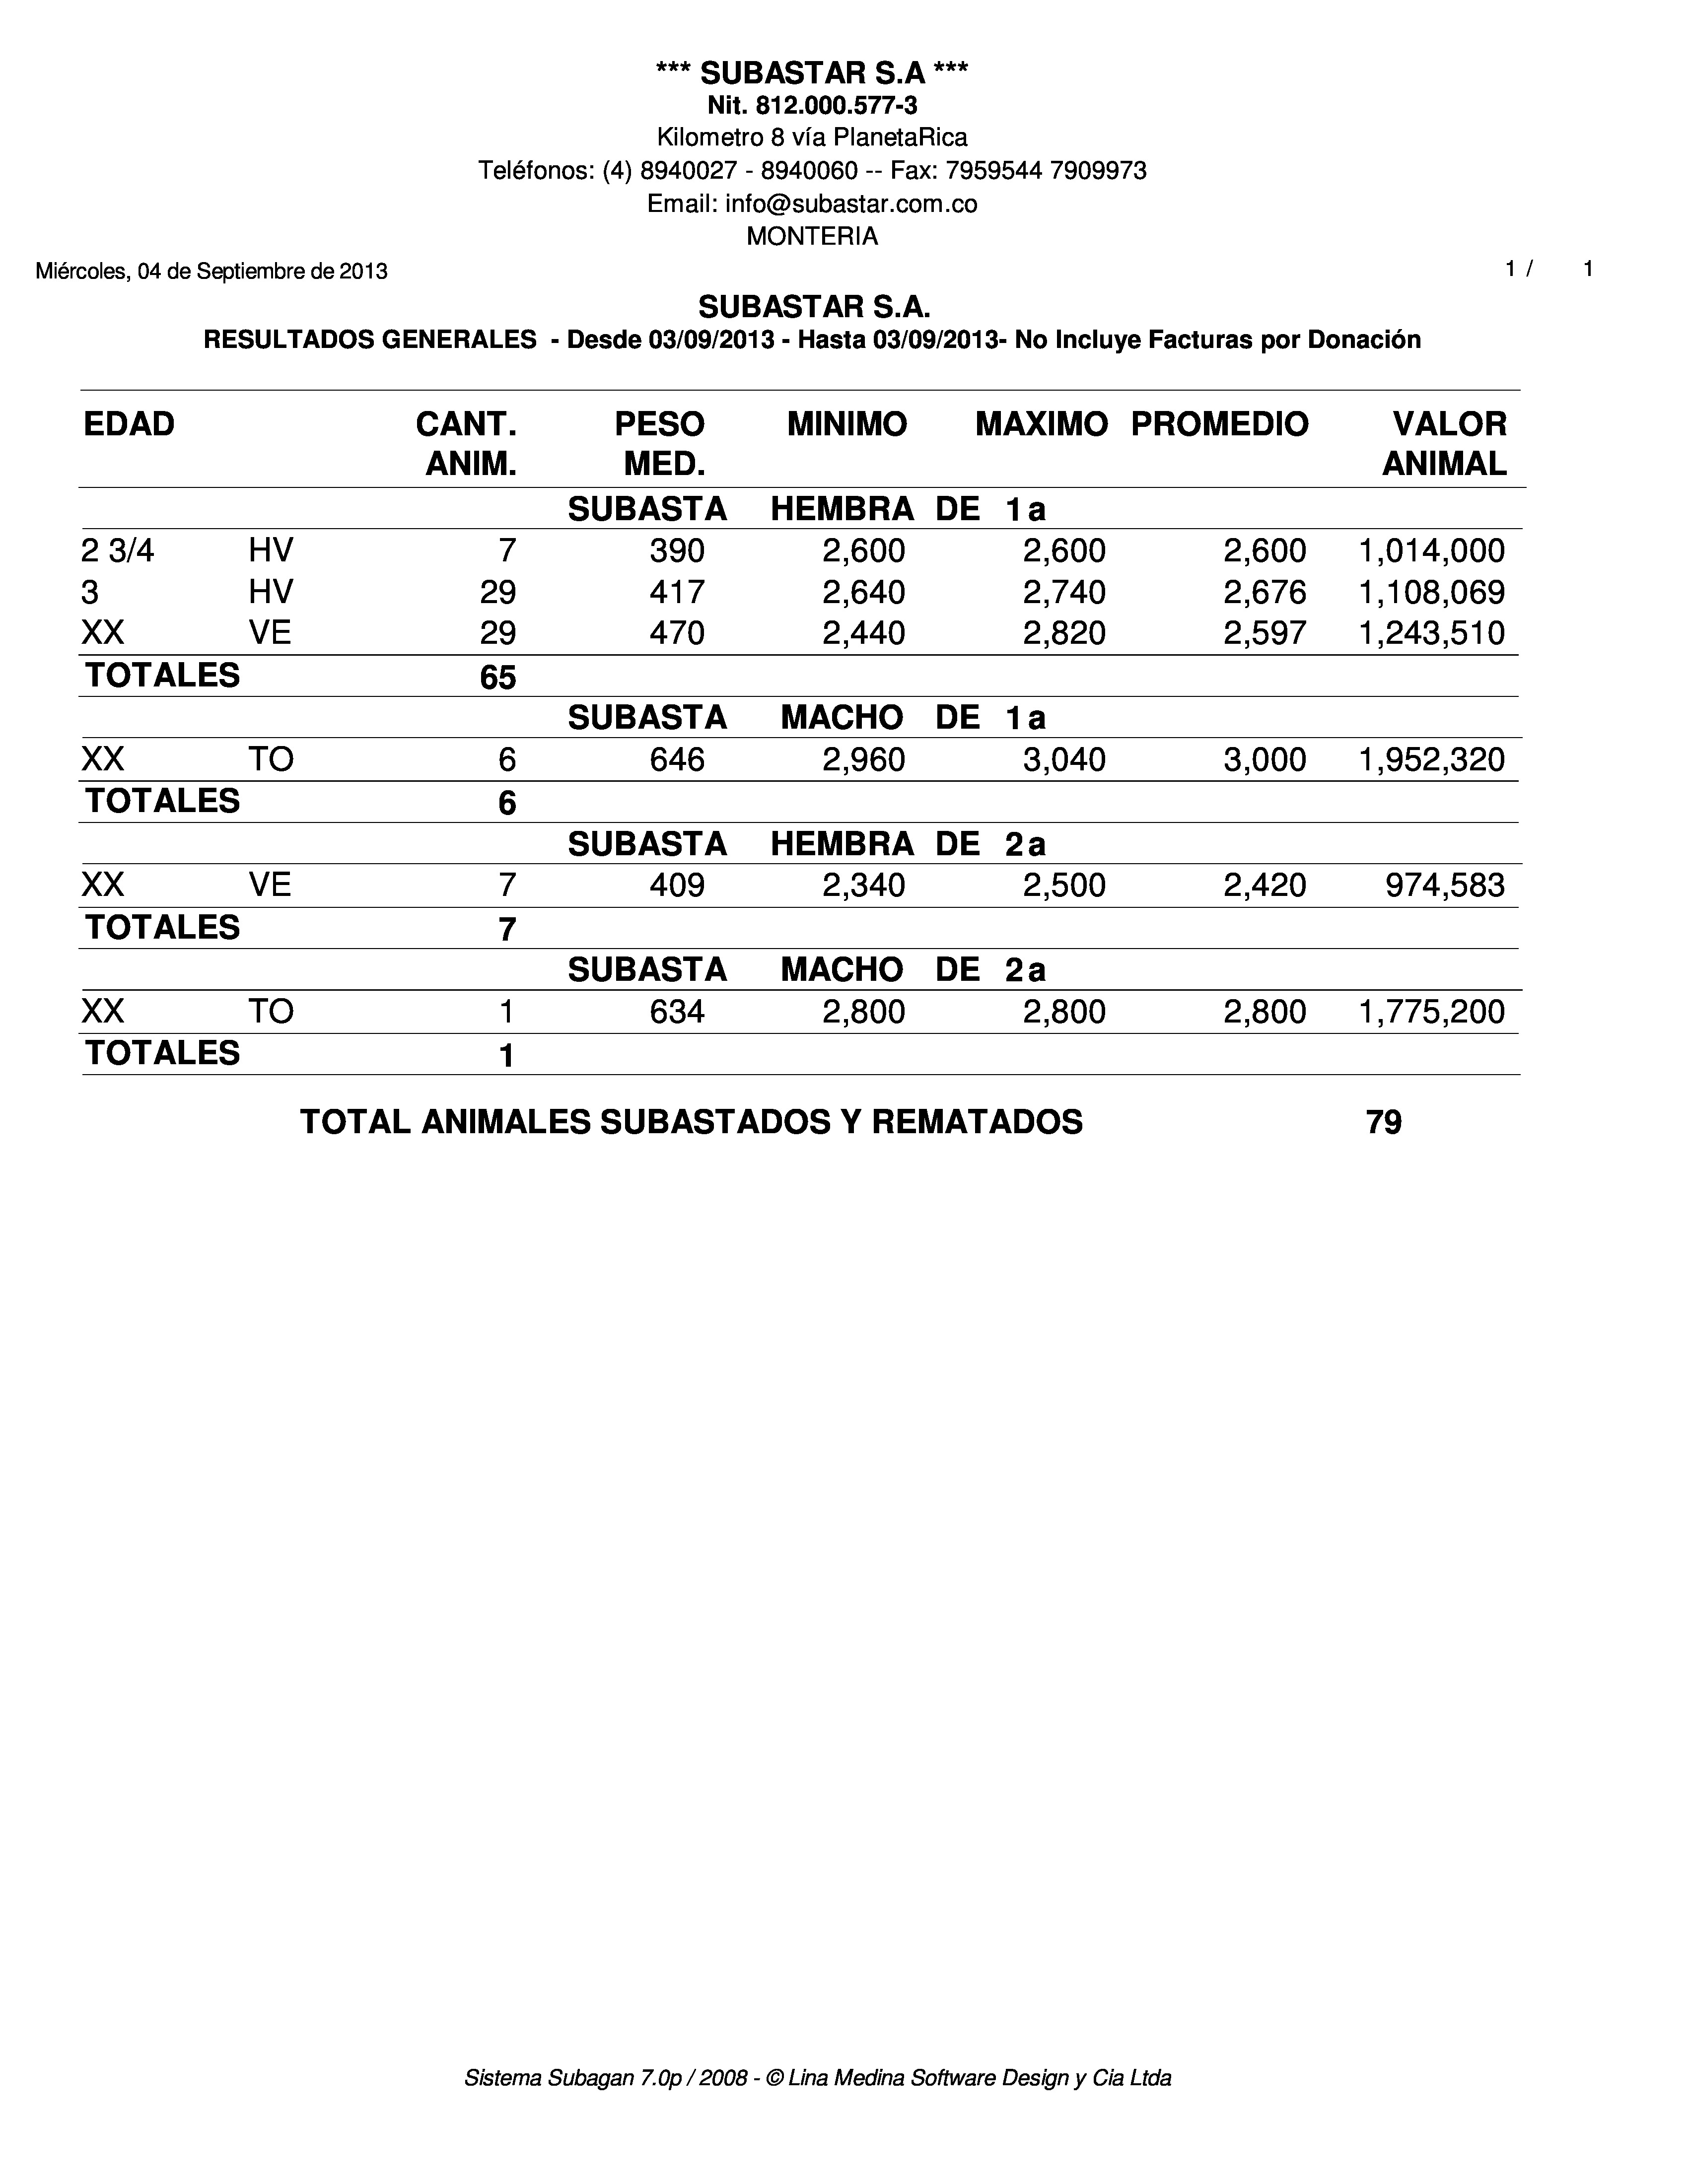 *** SUBASTAR S.A ***
Nit. 812.000.577-3
Kilometro 8 vía PlanetaRica
Teléfonos: (4) 8940027 - 8940060 -- Fax: 7959544 7909973
Email: info@subastar.com.co
MONTERIA
Miércoles, 04 de Septiembre de 2013 1 / 1
SUBASTAR S.A.
RESULTADOS GENERALES - Desde 03/09/2013 - Hasta 03/09/2013- No Incluye Facturas por Donación
EDAD CANT. PESO MINIMO MAXIMO PROMEDIO VALOR
ANIM. MED. ANIMAL
SUBASTA HEMBRA DE 1a
2 3/4 HV 7 390 2,600 2,600 2,600 1,014,000
3 HV 29 417 2,640 2,740 2,676 1,108,069
XX VE 29 470 2,440 2,820 2,597 1,243,510
TOTALES 65
SUBASTA MACHO DE 1a
XX TO 6 646 2,960 3,040 3,000 1,952,320
TOTALES 6
SUBASTA HEMBRA DE 2a
XX VE 7 409 2,340 2,500 2,420 974,583
TOTALES 7
SUBASTA MACHO DE 2a
XX TO 1 634 2,800 2,800 2,800 1,775,200
TOTALES 1
TOTAL ANIMALES SUBASTADOS Y REMATADOS 79
Sistema Subagan 7.0p / 2008 - © Lina Medina Software Design y Cia Ltda